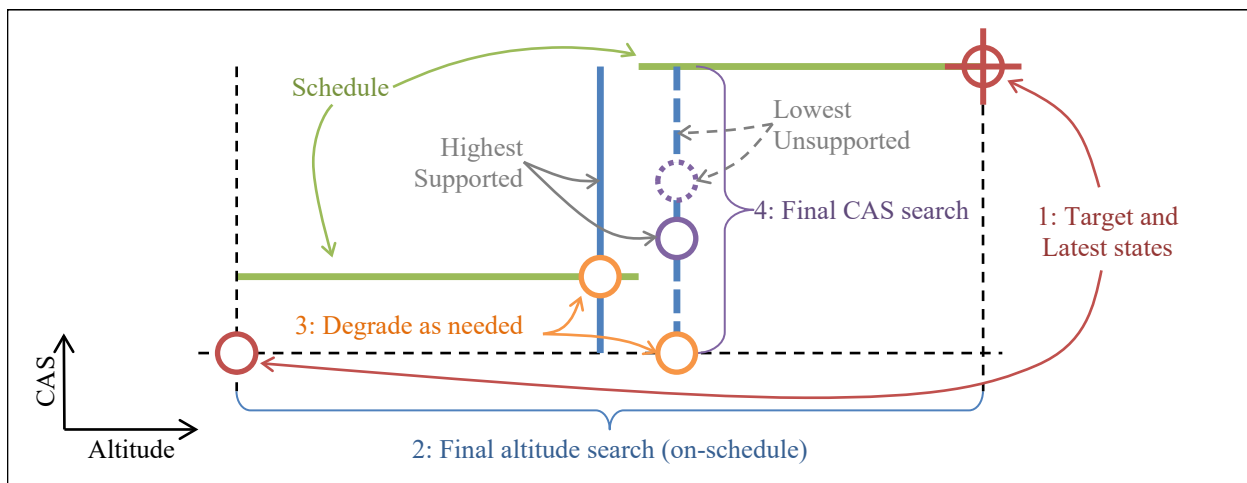 Schedule
Highest
Supported
Lowest
Unsupported
4: Final CAS search
1: Target and
Latest states
3: Degrade as needed
CAS
Altitude
2: Final altitude search (on-schedule)